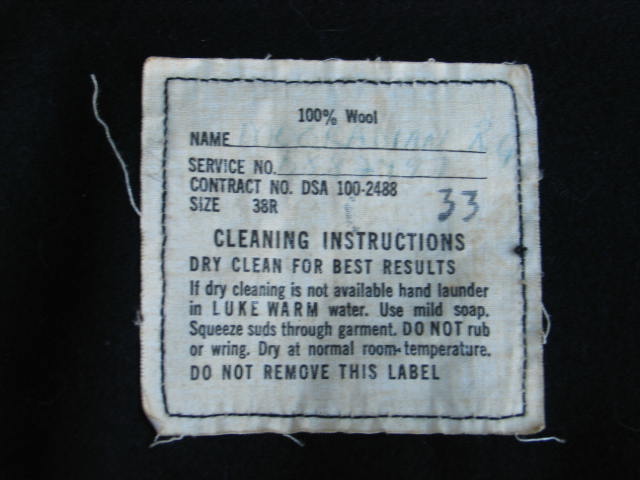 100% Wool
NAME
SERVICE NO.
CONTRACT NO. DSA 100-2488
SIZE 38R 33
CLEANING INSTRUCTIONS
DRY CLEAN FOR BEST RESULTS
If dry cleaning is not available hand launder
in LUKE WARM water. Use mild soap.
Squeeze suds through garment. DO NOT rub
or wring. Dry at normal room-temperature.
DO NOT REMOVE THIS LABEL